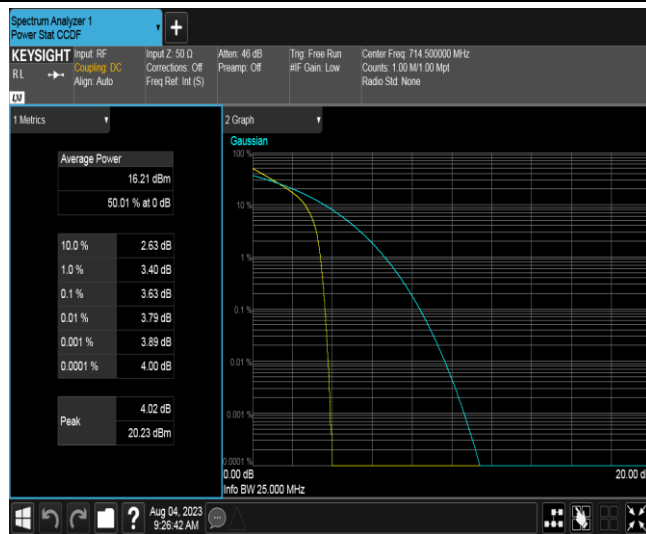 Spectrum Analyzer 1
Power Stat CCDF
+
KEYSIGHT
RL
LXI
Input: RF
Coupling: DC
Align: Auto
Input Z: 50 Ω
Corrections: Off
Freq Ref: Int (S)
Atten: 46 dB
Preamp: Off
Trig: Free Run
#IF Gain: Low
Center Freq: 714.500000 MHz
Counts: 1.00 M/1.00 Mpt
Radio Std: None
1 Metrics
Average Power
16.21 dBm
50.01 % at 0 dB
10.0 % 2.63 dB
1.0 % 3.40 dB
0.1 % 3.63 dB
0.01 % 3.79 dB
0.001 % 3.89 dB
0.0001 % 4.00 dB
Peak
4.02 dB
20.23 dBm
2 Graph
Gaussian
100 %
10 %
1 %
0.1 %
0.01 %
0.001 %
0.0001 %
0.00 dB
20.00 d
Info BW 25.000 MHz
?
Aug 04, 2023
9:26:42 AM